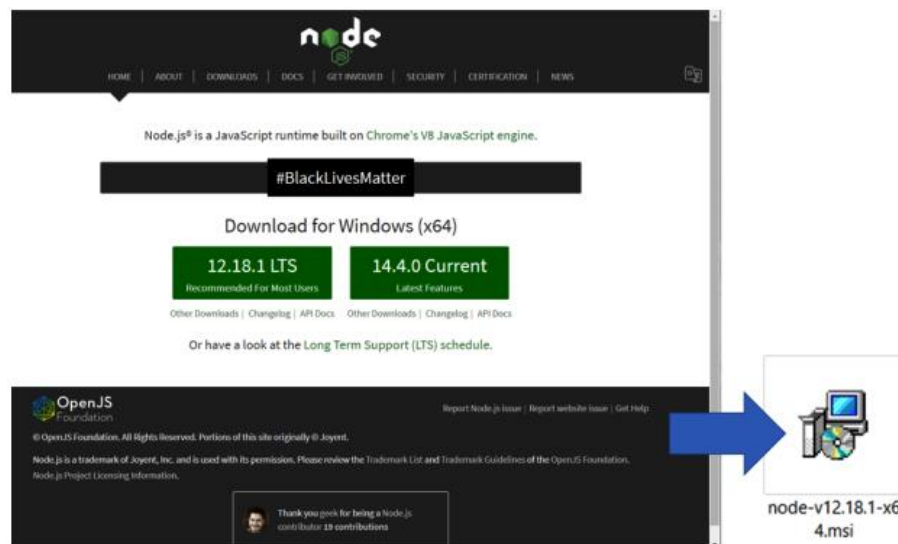 node
JS
HOME | ABOUT | DOWNLOADS | DOCS | GET INVOLVED | SECURITY | CERTIFICATION | NEWS
Node.js® is a JavaScript runtime built on Chrome's V8 JavaScript engine.
#BlackLivesMatter
Download for Windows (x64)
12.18.1 LTS
Recommended For Most Users
14.4.0 Current
Latest Features
Other Downloads | Changelog | API Docs
Other Downloads | Changelog | API Docs
Or have a look at the Long Term Support (LTS) schedule.
OpenJS
Foundation
Report Node.js issue | Report website issue | Get Help
© OpenJS Foundation. All Rights Reserved. Portions of this site originally © Joyent.
Node.js is a trademark of Joyent, Inc. and is used with its permission. Please review the Trademark List and Trademark Guidelines of the OpenJS Foundation.
Node.js Project Licensing Information.
Thank you geek for being a Node.js
contributor 19 contributions
node-v12.18.1-x6
4.msi